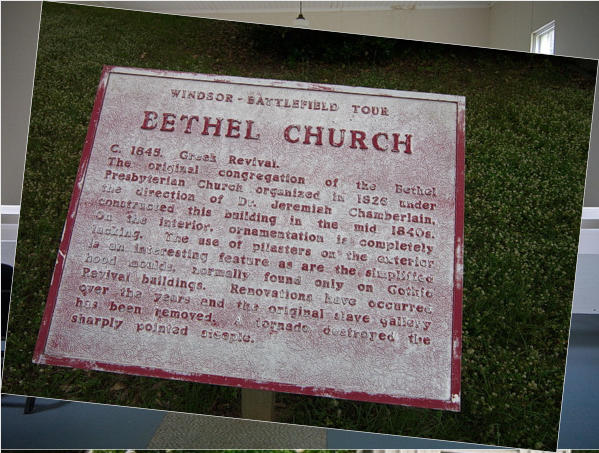 WINDSOR - BATTLEFIELD TOUR
BETHEL CHURCH
C. 1845. Greek Revival.
The original congregation of the Bethel
Presbyterian Church organized in 1826 under
the direction of Dr. Jeremiah Chamberlain,
constructed this building in the mid 1840s.
On the interior, ornamentation is completely
lacking. The use of pilasters on the exterior
is an interesting feature as are the simplified
hood moulds, normally found only on Gothic
Revival buildings. Renovations have occurred
over the years and the original slave gallery
has been removed. A tornado destroyed the
sharply pointed steeple.